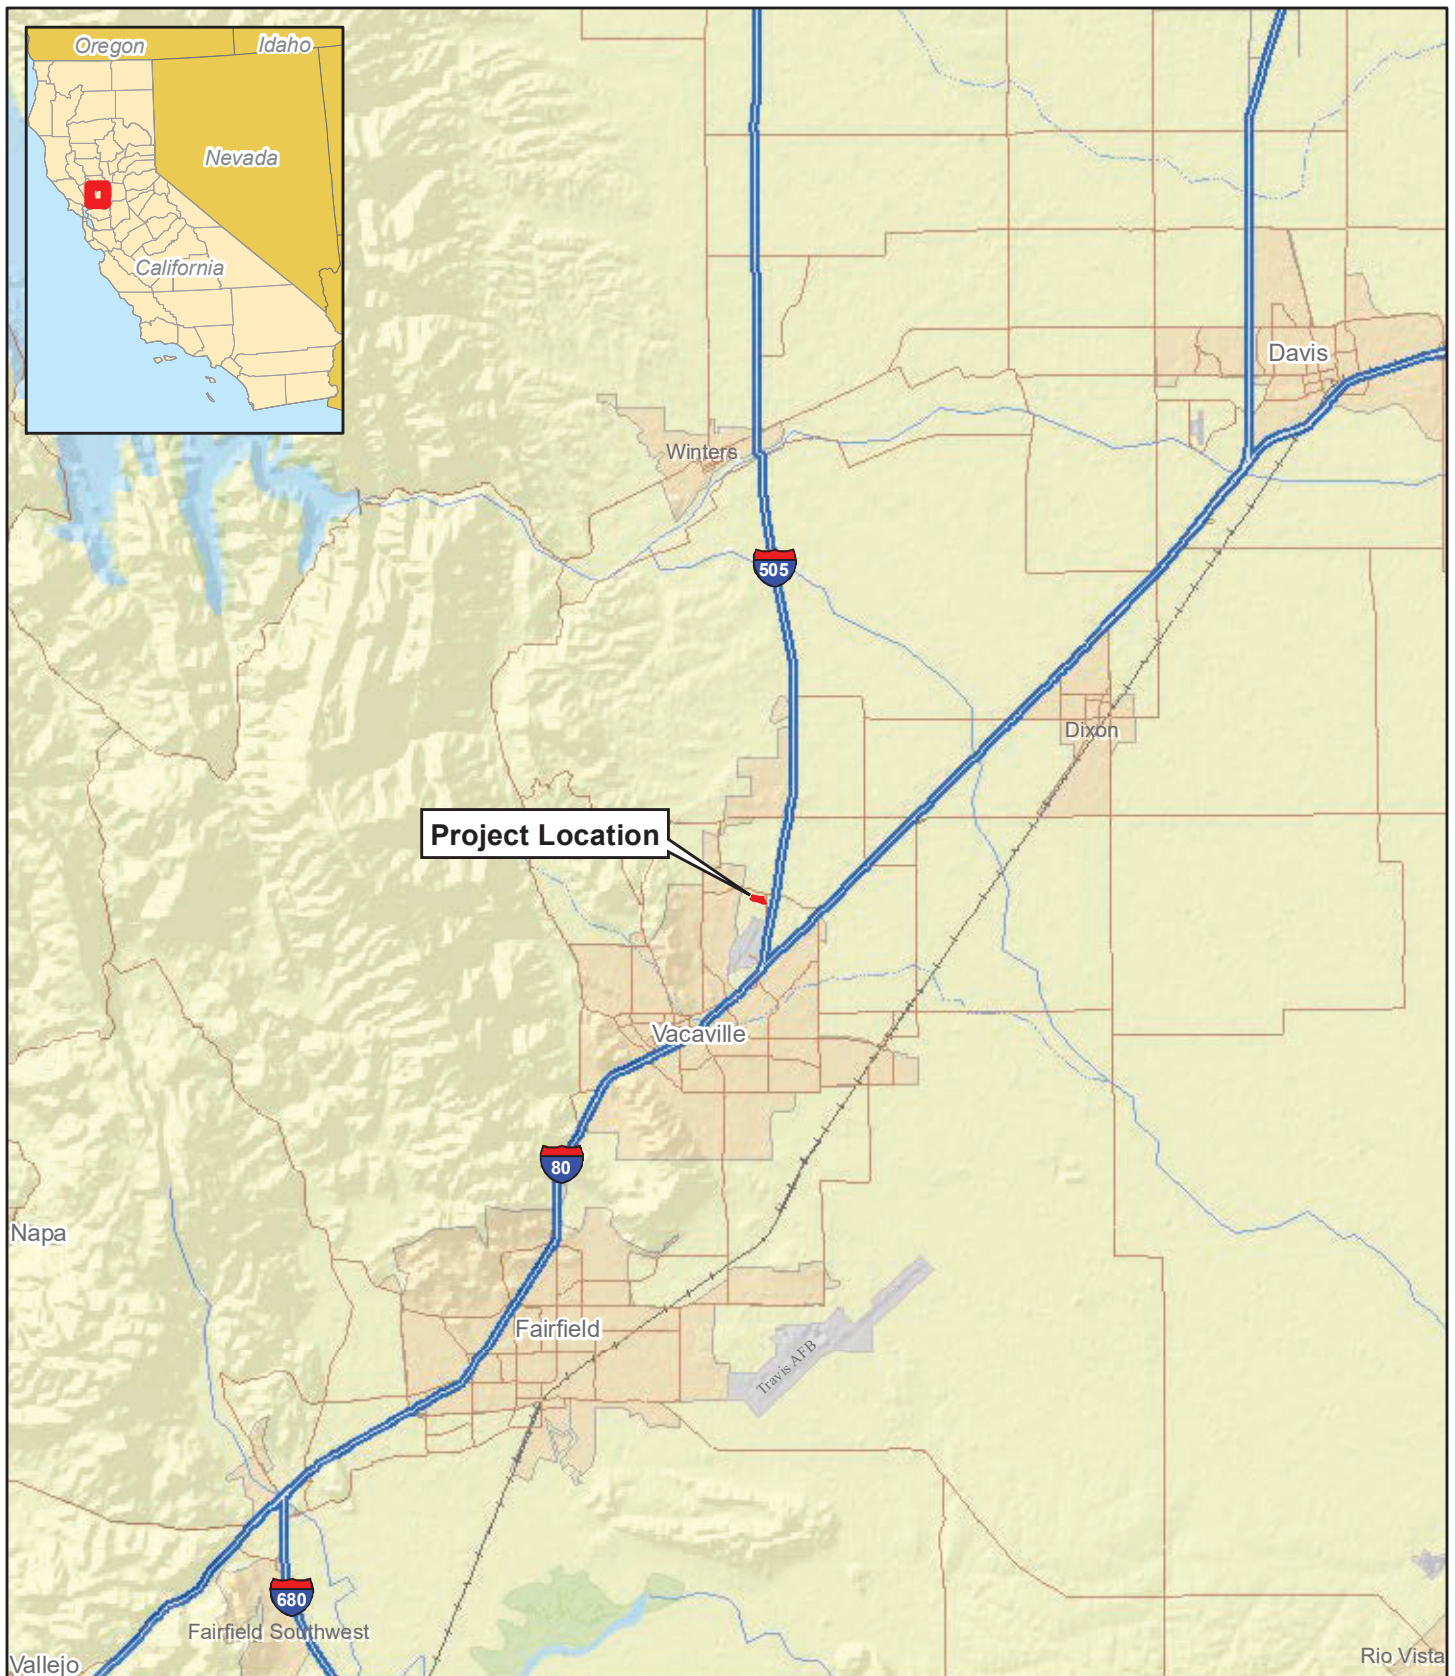 Oregon
Idaho
Nevada
California
Davis
Winters
505
Dixon
Project Location
Vacaville
80
Napa
Fairfield
Travis AFB
680
Fairfield Southwest
Vallejo
Rio Vista